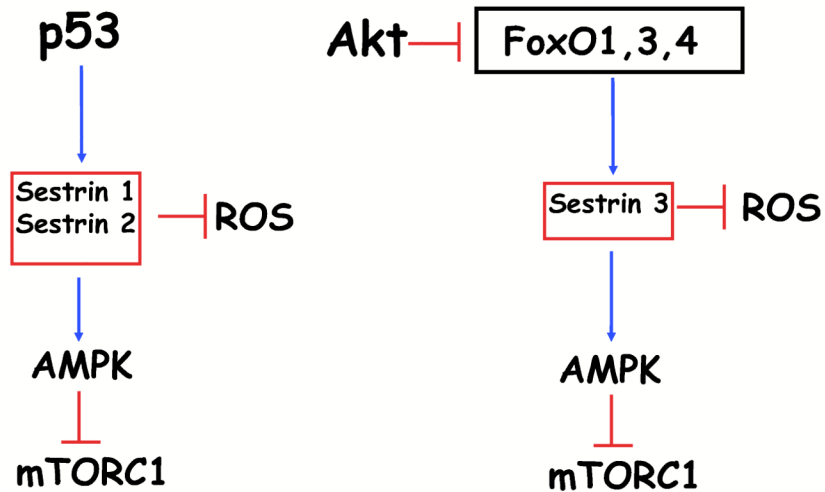 p53
Sestrin 1
Sestrin 2
ROS
AMPK
mTORC1
Akt
FoxO1,3,4
Sestrin 3
ROS
AMPK
mTORC1